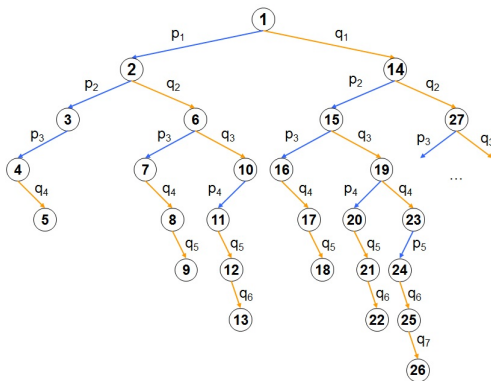 1
p1 q1
2 14
p2 q2 p2 q2
3 6 15 27
p3 p3 q3 p3 q3 p3 q3
4 7 10 16 19
q4 q4 p4 q4 p4 q4 ...
5 8 11 17 20 23
q5 q5 q5 q5 p5
9 12 18 21 24
q6 q6 q6
13 22 25
q7
26